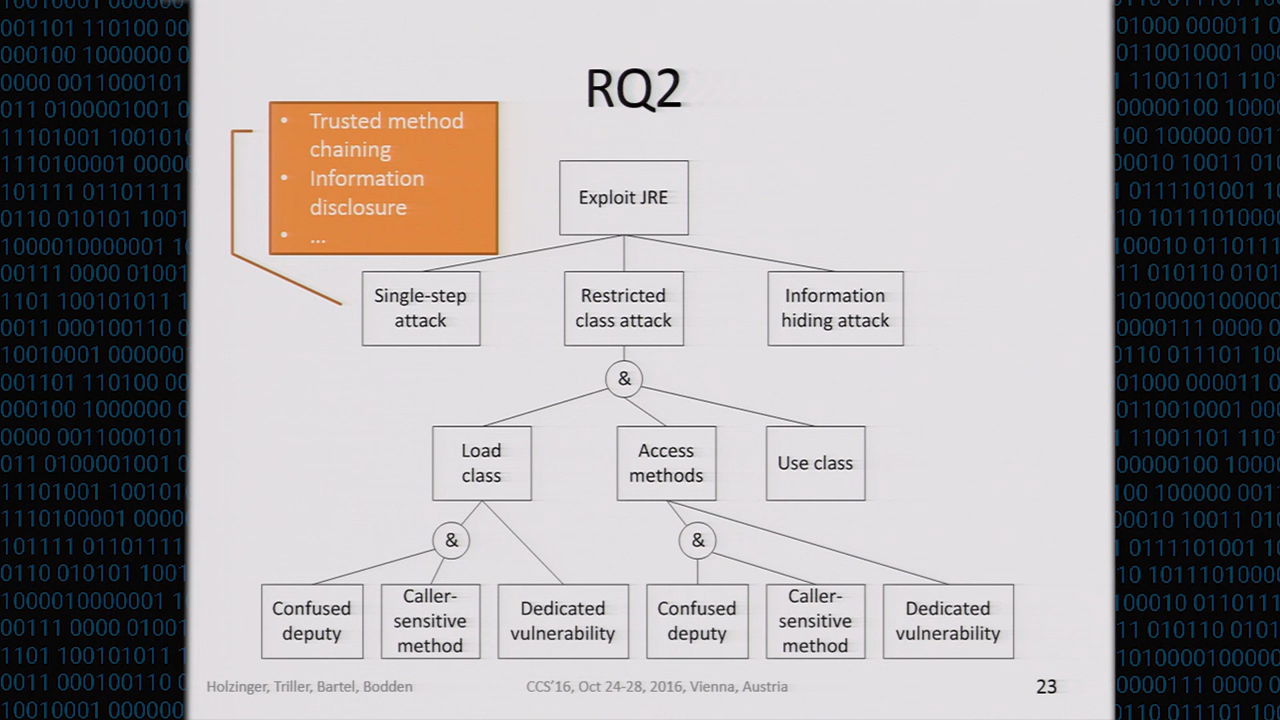 RQ2
• Trusted method
chaining
• Information
disclosure
• ...
Exploit JRE
Single-step
attack
Restricted
class attack
Information
hiding attack
&
Load
class
Access
methods
Use class
&
&
Confused
deputy
Caller-
sensitive
method
Dedicated
vulnerability
Confused
deputy
Caller-
sensitive
method
Dedicated
vulnerability
Holzinger, Triller, Bartel, Bodden
CCS'16, Oct 24-28, 2016, Vienna, Austria
23